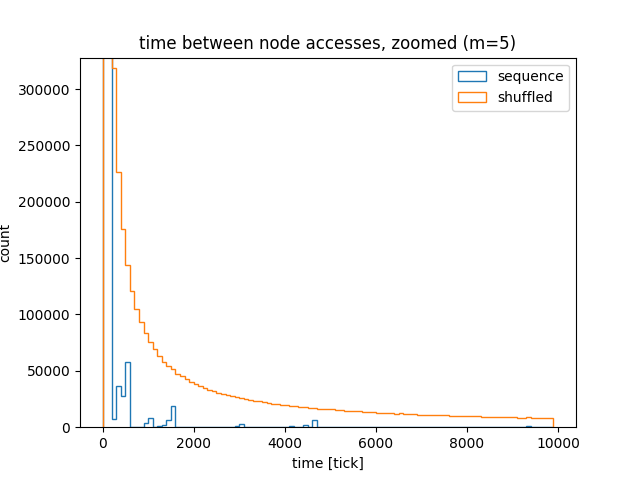 time between node accesses, zoomed (m=5)
sequence
shuffled
300000
250000
200000
150000
100000
50000
0
count
0 2000 4000 6000 8000 10000
time [tick]